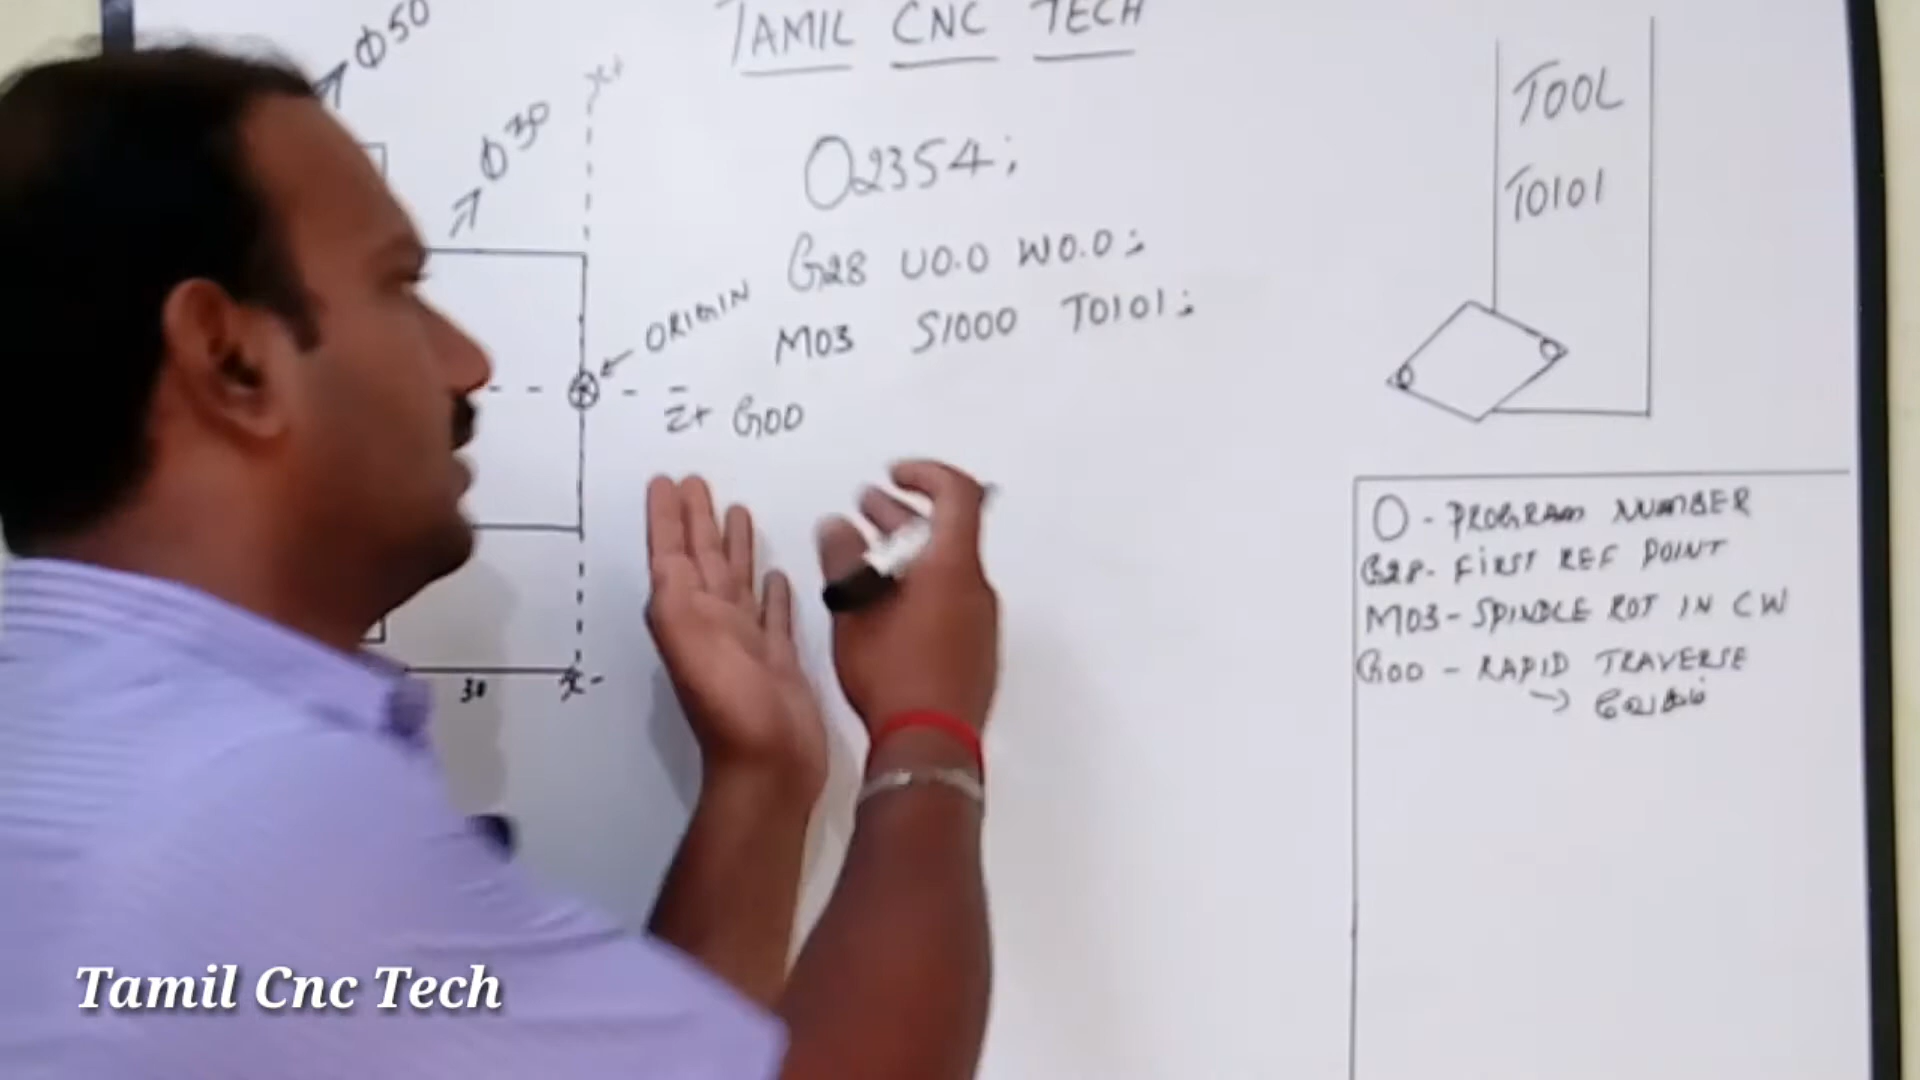 TAMIL CNC TECH
Φ50
Φ30
X+
O2354;
G28 U0.0 W0.0;
M03 S1000 T0101;
ORIGIN
Z+ G00
30
X-
TOOL
T0101
O - PROGRAM NUMBER
G28 - FIRST REF POINT
M03 - SPINDLE ROT IN CW
G00 - RAPID TRAVERSE
→ வேகம்
Tamil Cnc Tech